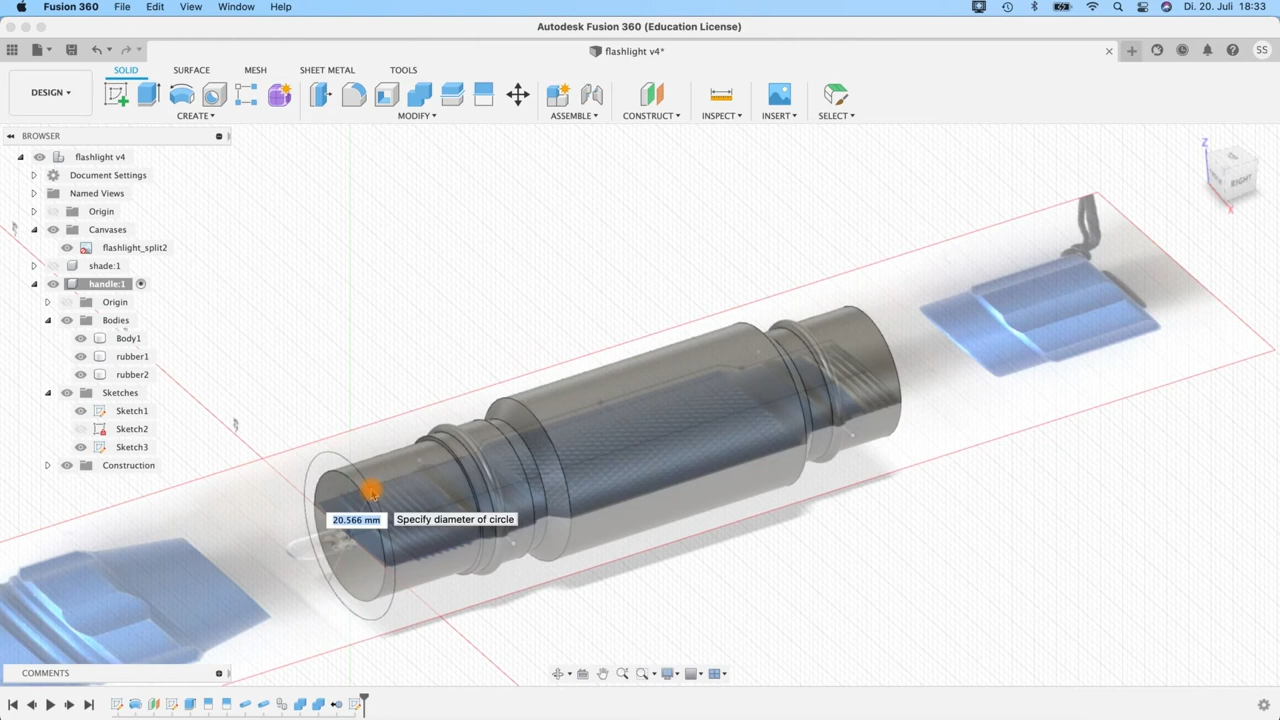 Fusion 360 File Edit View Window Help Di. 20. Juli 18:33
Autodesk Fusion 360 (Education License)
flashlight v4* SS
SOLID SURFACE MESH SHEET METAL TOOLS
DESIGN
CREATE MODIFY ASSEMBLE CONSTRUCT INSPECT INSERT SELECT
BROWSER
flashlight v4
Document Settings
Named Views
Origin
Canvases
flashlight_split2
shade:1
handle:1
Origin
Bodies
Body1
rubber1
rubber2
Sketches
Sketch1
Sketch2
Sketch3
Construction
Z
RIGHT
X
20.566 mm Specify diameter of circle
COMMENTS